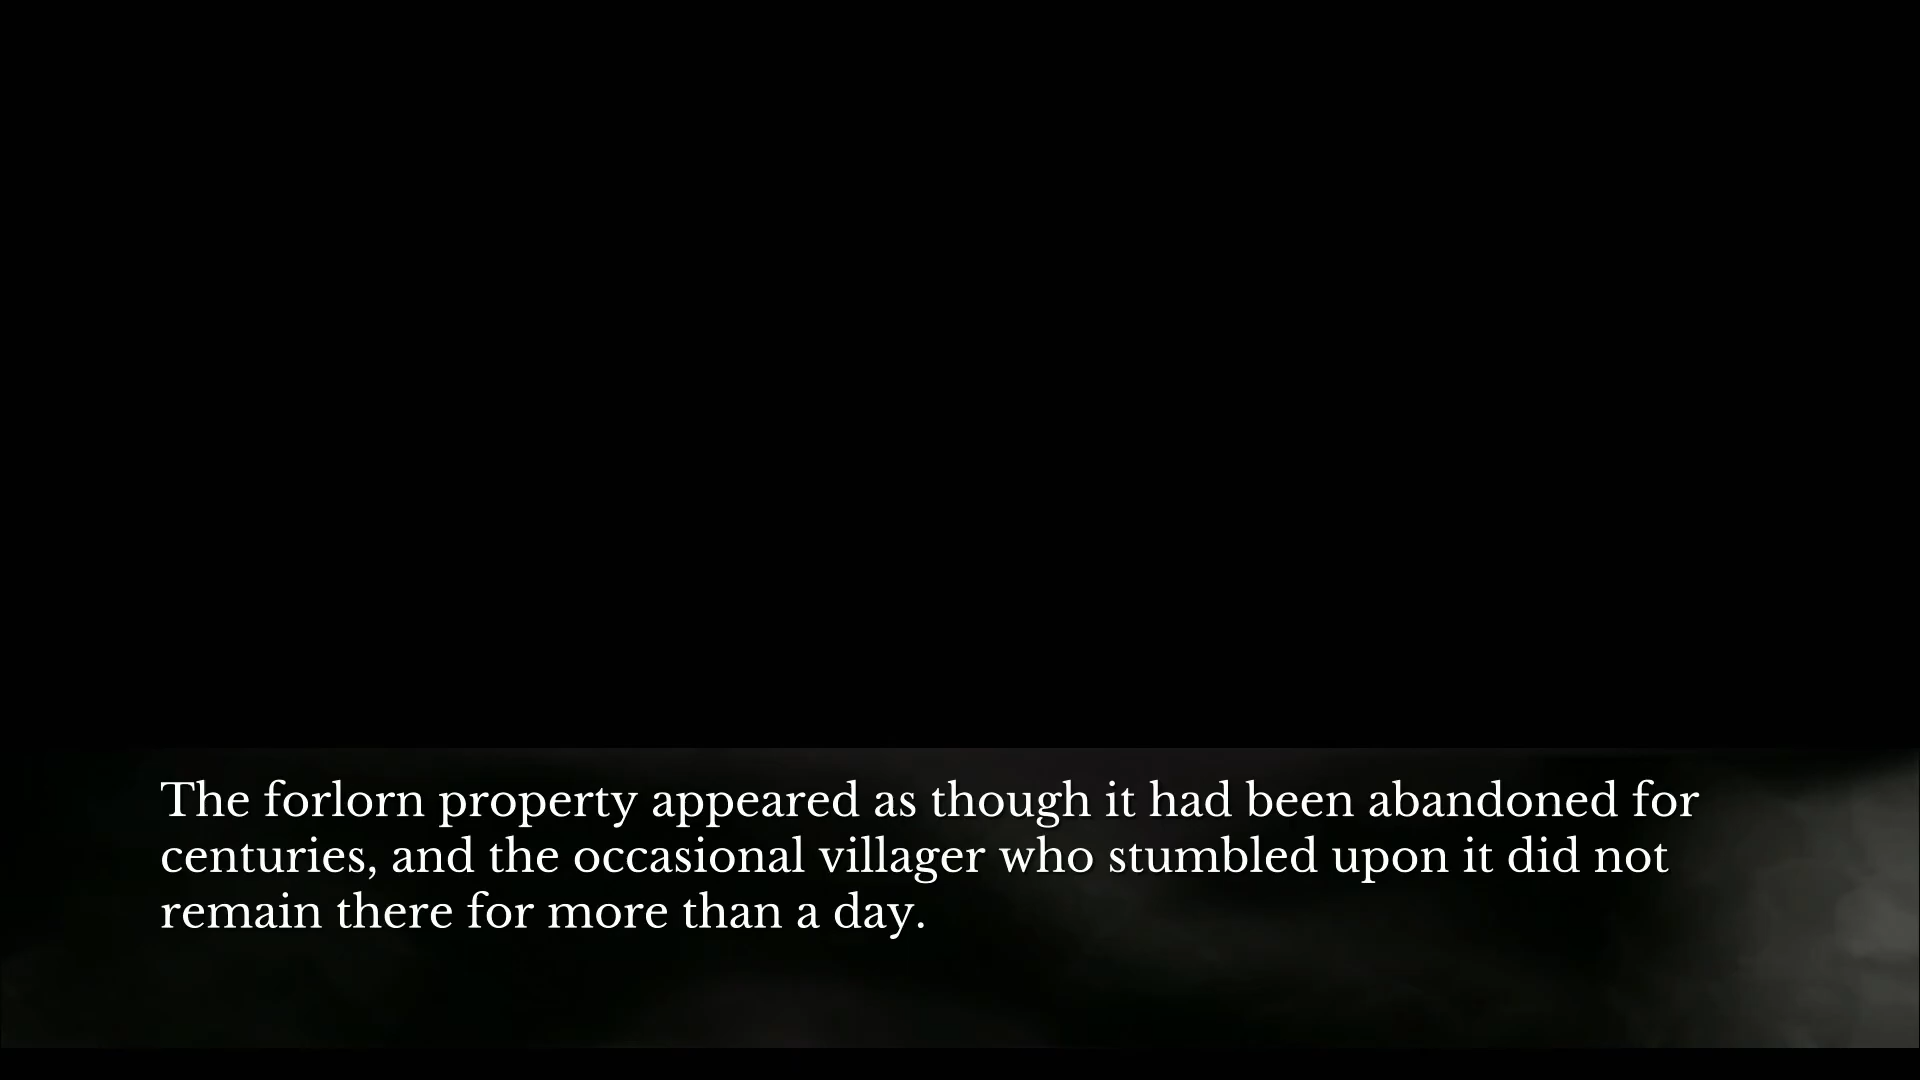 The forlorn property appeared as though it had been abandoned for
centuries, and the occasional villager who stumbled upon it did not
remain there for more than a day.